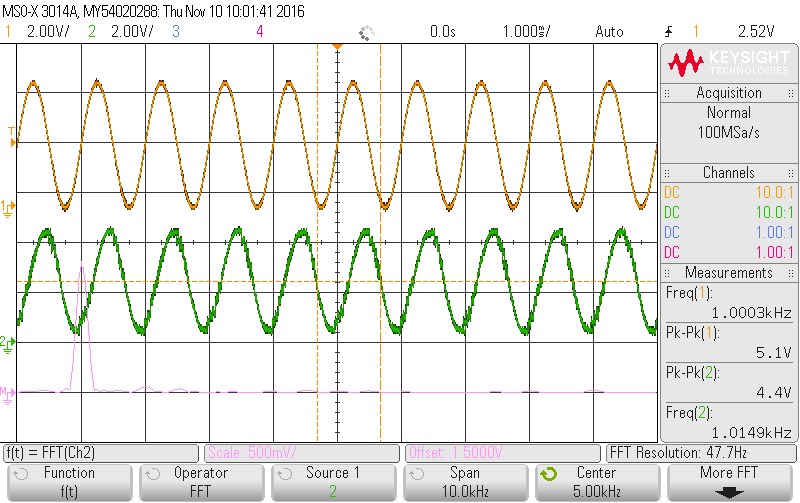 MSO-X 3014A, MY54020288: Thu Nov 10 10:01:41 2016
1 2.00V/ 2 2.00V/ 3 4 0.0s 1.000ms/ Auto 1 2.52V
KEYSIGHT
TECHNOLOGIES
Acquisition
Normal
100MSa/s
Channels
DC 10.0:1
DC 10.0:1
DC 1.00:1
DC 1.00:1
Measurements
Freq(1):
1.0003kHz
Pk-Pk(1):
5.1V
Pk-Pk(2):
4.4V
Freq(2):
1.0149kHz
T
1
2
M
f(t) = FFT(Ch2) Scale: 500mV/ Offset: 1.5000V FFT Resolution: 47.7Hz
Function Operator Source 1 Span Center More FFT
f(t) FFT 2 10.0kHz 5.00kHz